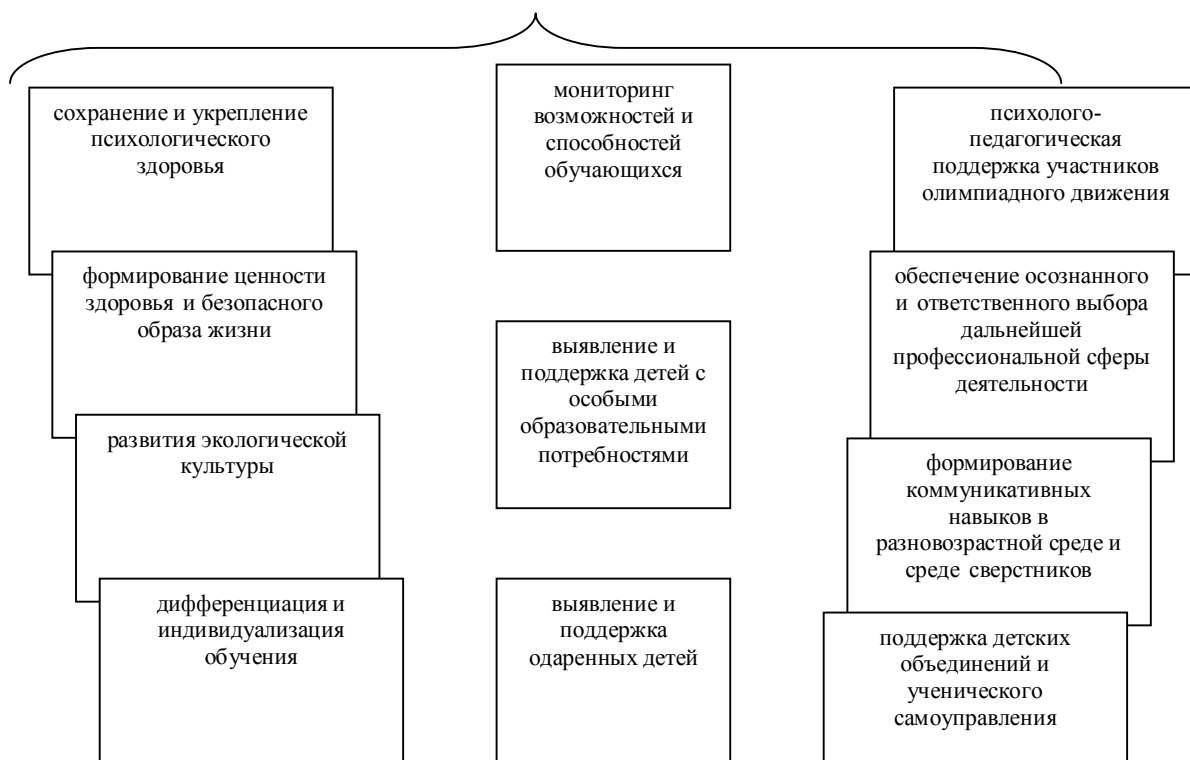 сохранение и укрепление
психологического
здоровья
формирование ценности
здоровья и безопасного
образа жизни
развития экологической
культуры
дифференциация и
индивидуализация
обучения
мониторинг
возможностей и
способностей
обучающихся
выявление и
поддержка детей с
особыми
образовательными
потребностями
выявление и
поддержка
одаренных детей
психолого-
педагогическая
поддержка участников
олимпиадного движения
обеспечение осознанного
и ответственного выбора
дальнейшей
профессиональной сферы
деятельности
формирование
коммуникативных
навыков в
разновозрастной среде и
среде сверстников
поддержка детских
объединений и
ученического
самоуправления